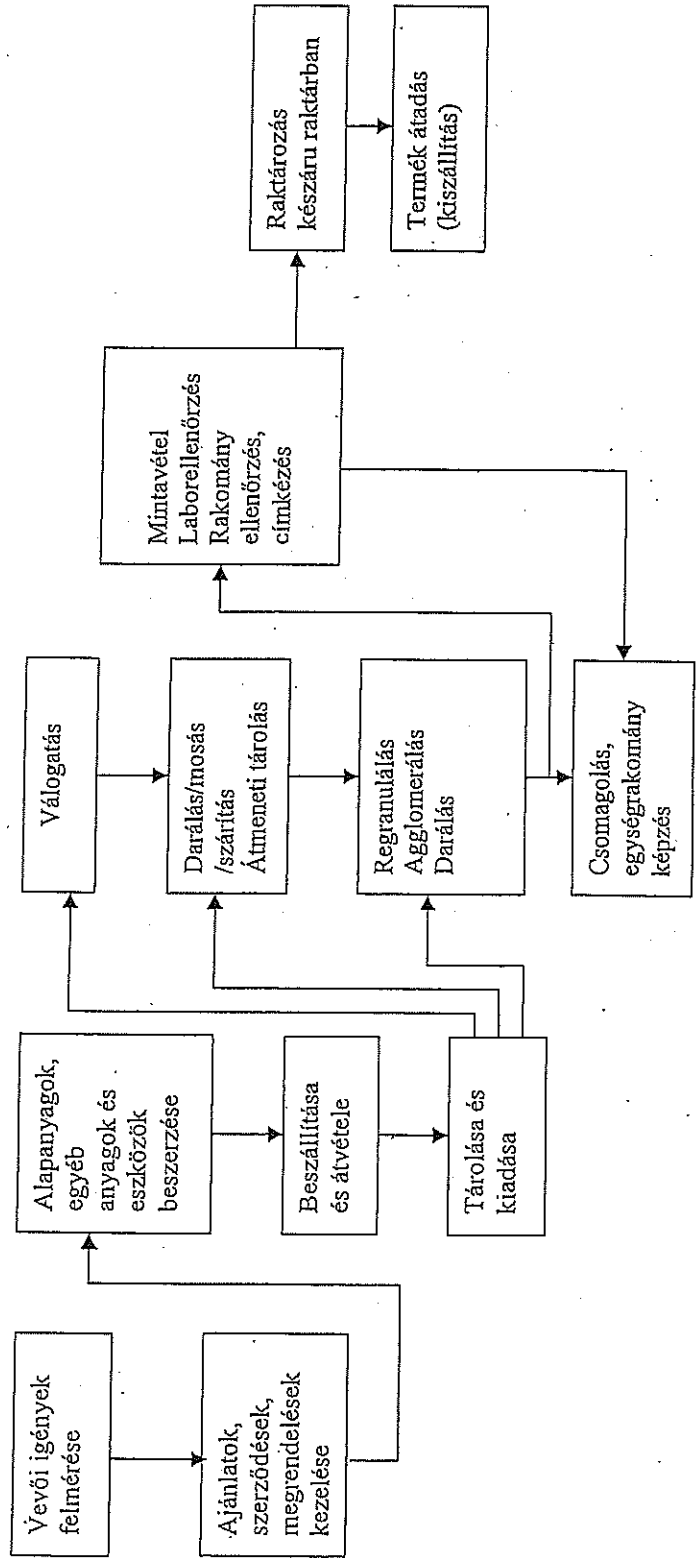 Vevői igények
felmérése
Ajánlatok,
szerződések,
megrendelések
kezelése
Alapanyagok,
egyéb
anyagok és
eszközök
beszerzése
Beszállítása
és átvétele
Tárolása és
kiadása
Válogatás
Darálás/mosás
/szárítás
Átmeneti tárolás
Regranulálás
Agglomerálás
Darálás
Csomagolás,
egységrakomány
képzés
Mintavétel
Laborellenőrzés
Rakomány
ellenőrzés,
címkézés
Raktározás
készáru raktárban
Termék átadás
(kiszállítás)